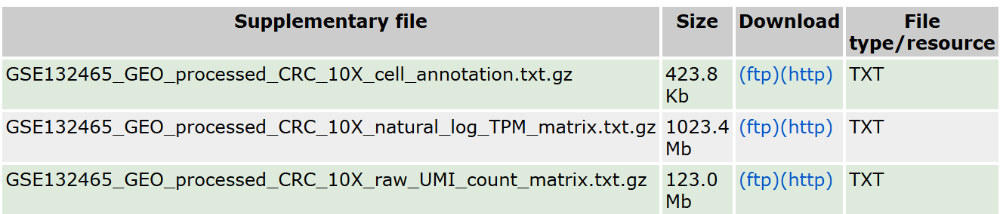 Supplementary file Size Download File
type/resource
GSE132465_GEO_processed_CRC_10X_cell_annotation.txt.gz 423.8 (ftp)(http) TXT
Kb
GSE132465_GEO_processed_CRC_10X_natural_log_TPM_matrix.txt.gz 1023.4 (ftp)(http) TXT
Mb
GSE132465_GEO_processed_CRC_10X_raw_UMI_count_matrix.txt.gz 123.0 (ftp)(http) TXT
Mb